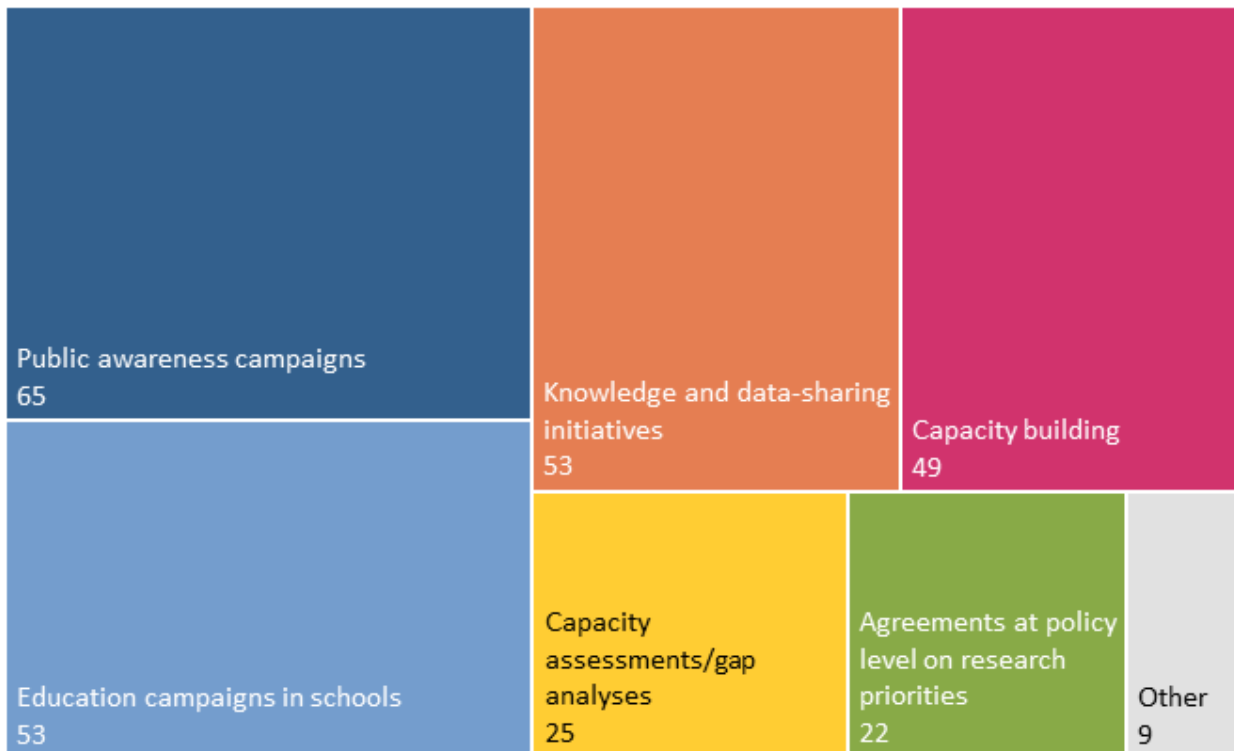 Public awareness campaigns
65
Knowledge and data-sharing
initiatives
53
Capacity building
49
Education campaigns in schools
53
Capacity
assessments/gap
analyses
25
Agreements at policy
level on research
priorities
22
Other
9